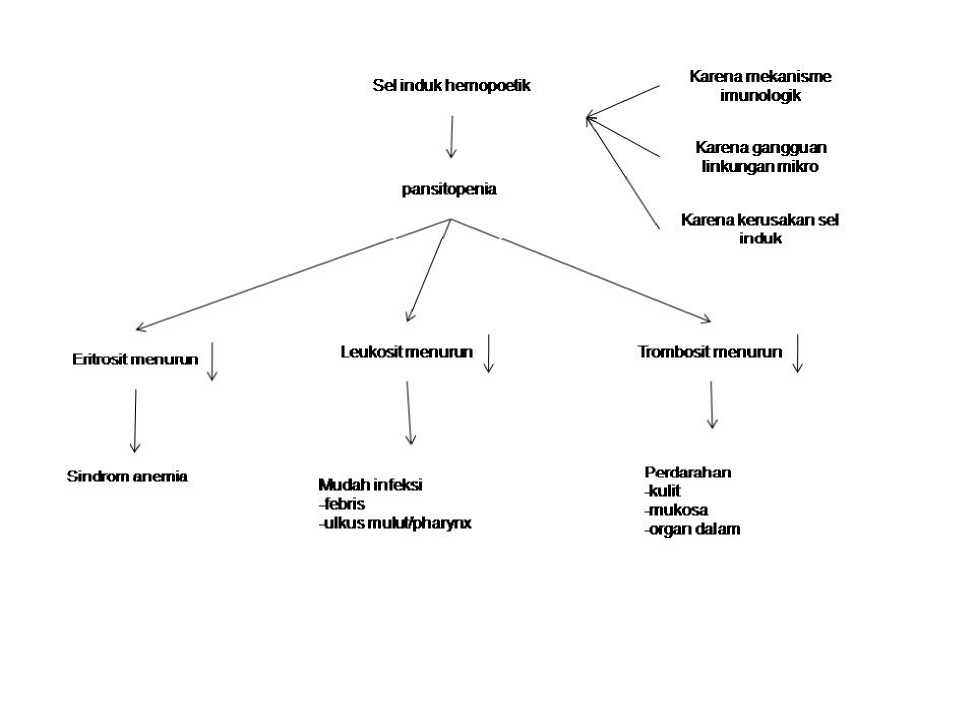 Sel induk hemopoetik
Karena mekanisme
imunologik
Karena gangguan
linkungan mikro
pansitopenia
Karena kerusakan sel
induk
Eritrosit menurun
Leukosit menurun
Trombosit menurun
Sindrom anemia
Mudah infeksi
-febris
-ulkus mulut/pharynx
Perdarahan
-kulit
-mukosa
-organ dalam